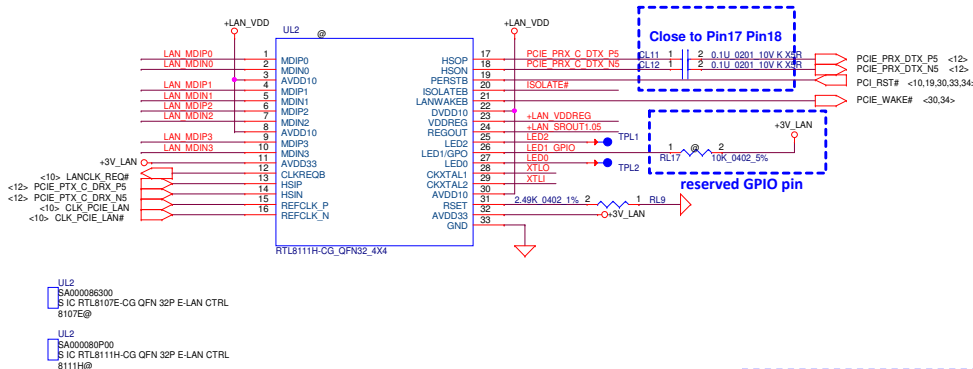 +LAN_VDD
+LAN_VDD
UL2
@
Close to Pin17 Pin18
LAN_MDIP0 1 MDIP0
LAN_MDIN0 2 MDIN0
3 AVDD10
LAN_MDIP1 4 MDIP1
LAN_MDIN1 5 MDIN1
LAN_MDIP2 6 MDIP2
LAN_MDIN2 7 MDIN2
8 AVDD10
LAN_MDIP3 9 MDIP3
LAN_MDIN3 10 MDIN3
+3V_LAN 11 AVDD33
<10> LANCLK_REQ# 12 CLKREQB
<12> PCIE_PTX_C_DRX_P5 13 HSIP
<12> PCIE_PTX_C_DRX_N5 14 HSIN
<10> CLK_PCIE_LAN 15 REFCLK_P
<10> CLK_PCIE_LAN# 16 REFCLK_N
HSOP 17 PCIE_PRX_C_DTX_P5 CL11 1 2 0.1U_0201_10V K X5R PCIE_PRX_DTX_P5 <12>
HSON 18 PCIE_PRX_C_DTX_N5 CL12 1 2 0.1U_0201_10V K X5R PCIE_PRX_DTX_N5 <12>
PERSTB 19 PCI_RST# <10,19,30,33,34>
ISOLATEB 20 ISOLATE#
LANWAKEB 21 PCIE_WAKE# <30,34>
DVDD10 22
VDDREG 23 +LAN_VDDREG
REGOUT 24 +LAN_SROUT1.05
LED2 25 LED2 TPL1
LED1/GPO 26 LED1_GPIO RL17 1 @ 2 10K_0402_5% +3V_LAN
LED0 27 LED0 TPL2
CKXTAL1 28 XTLO
CKXTAL2 29 XTLI
reserved GPIO pin
AVDD10 30
RSET 31 2.49K_0402_1% 2 1 RL9
AVDD33 32 +3V_LAN
GND 33
RTL8111H-CG_QFN32_4X4
UL2
SA000086300
S IC RTL8107E-CG QFN 32P E-LAN CTRL
8107E@
UL2
SA000080P00
S IC RTL8111H-CG QFN 32P E-LAN CTRL
8111H@